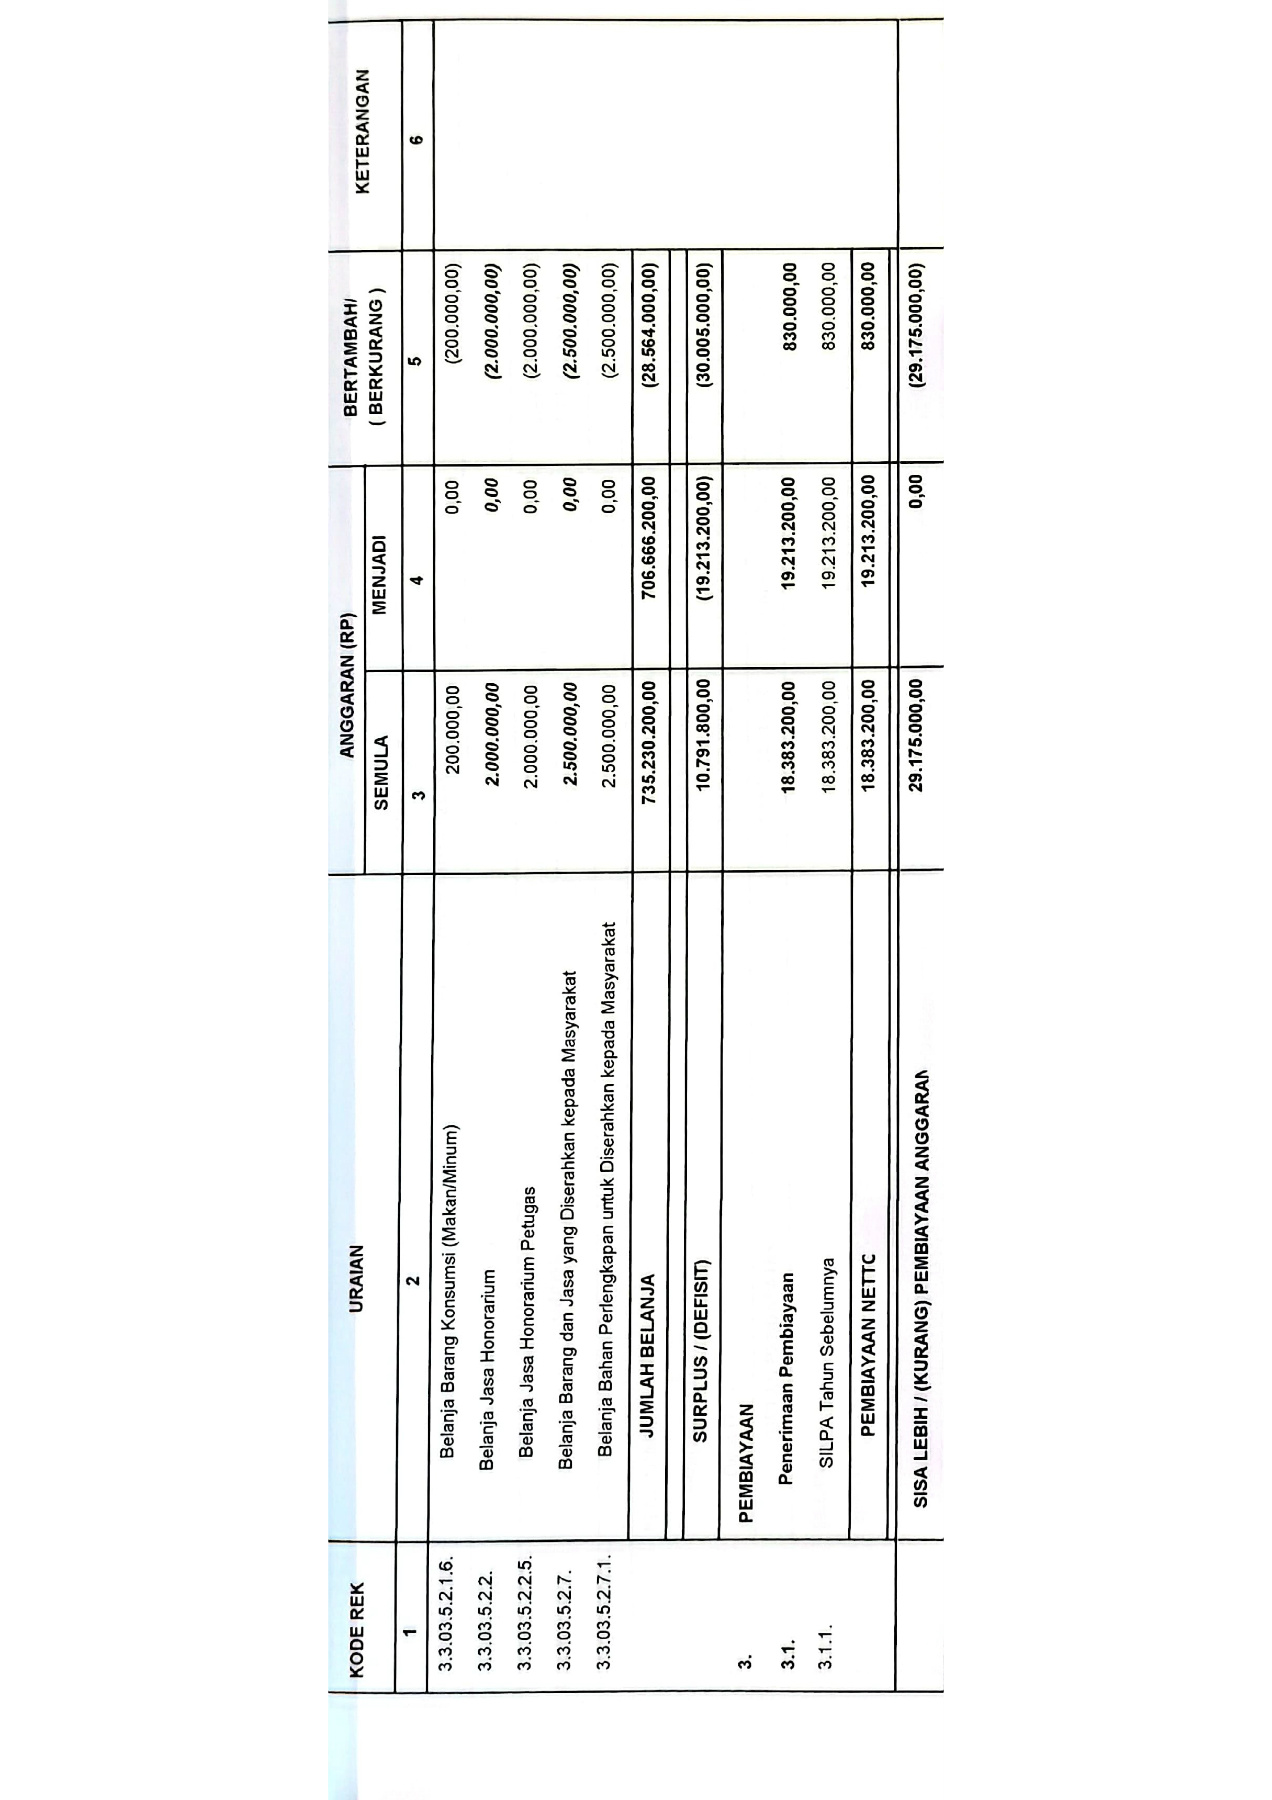 KODE REK URAIAN ANGGARAN (RP) BERTAMBAH/ ( BERKURANG ) KETERANGAN
SEMULA MENJADI
1 2 3 4 5 6
3.3.03.5.2.1.6. Belanja Barang Konsumsi (Makan/Minum) 200.000,00 0,00 (200.000,00)
3.3.03.5.2.2. Belanja Jasa Honorarium 2.000.000,00 0,00 (2.000.000,00)
3.3.03.5.2.2.5. Belanja Jasa Honorarium Petugas 2.000.000,00 0,00 (2.000.000,00)
3.3.03.5.2.7. Belanja Barang dan Jasa yang Diserahkan kepada Masyarakat 2.500.000,00 0,00 (2.500.000,00)
3.3.03.5.2.7.1. Belanja Bahan Perlengkapan untuk Diserahkan kepada Masyarakat 2.500.000,00 0,00 (2.500.000,00)
JUMLAH BELANJA 735.230.200,00 706.666.200,00 (28.564.000,00)
SURPLUS / (DEFISIT) 10.791.800,00 (19.213.200,00) (30.005.000,00)
3. PEMBIAYAAN
3.1. Penerimaan Pembiayaan 18.383.200,00 19.213.200,00 830.000,00
3.1.1. SILPA Tahun Sebelumnya 18.383.200,00 19.213.200,00 830.000,00
PEMBIAYAAN NETTC 18.383.200,00 19.213.200,00 830.000,00
SISA LEBIH / (KURANG) PEMBIAYAAN ANGGARAN 29.175.000,00 0,00 (29.175.000,00)